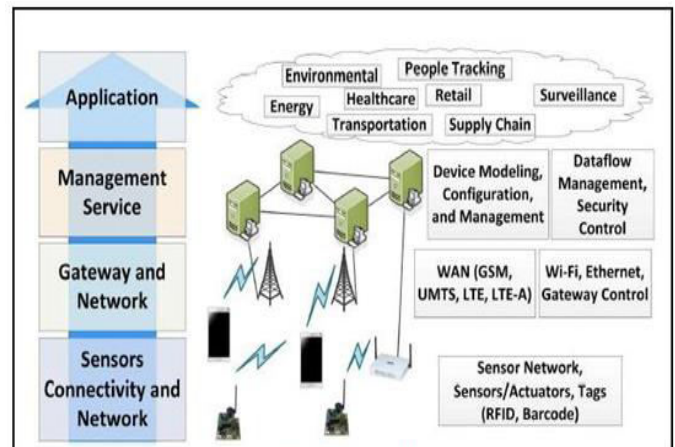 Application
Environmental
People Tracking
Energy
Healthcare
Retail
Surveillance
Transportation
Supply Chain
Management
Service
Device Modeling,
Configuration,
and Management
Dataflow
Management,
Security
Control
Gateway and
Network
WAN (GSM,
UMTS, LTE, LTE-A)
Wi-Fi, Ethernet,
Gateway Control
Sensors
Connectivity and
Network
Sensor Network,
Sensors/Actuators, Tags
(RFID, Barcode)